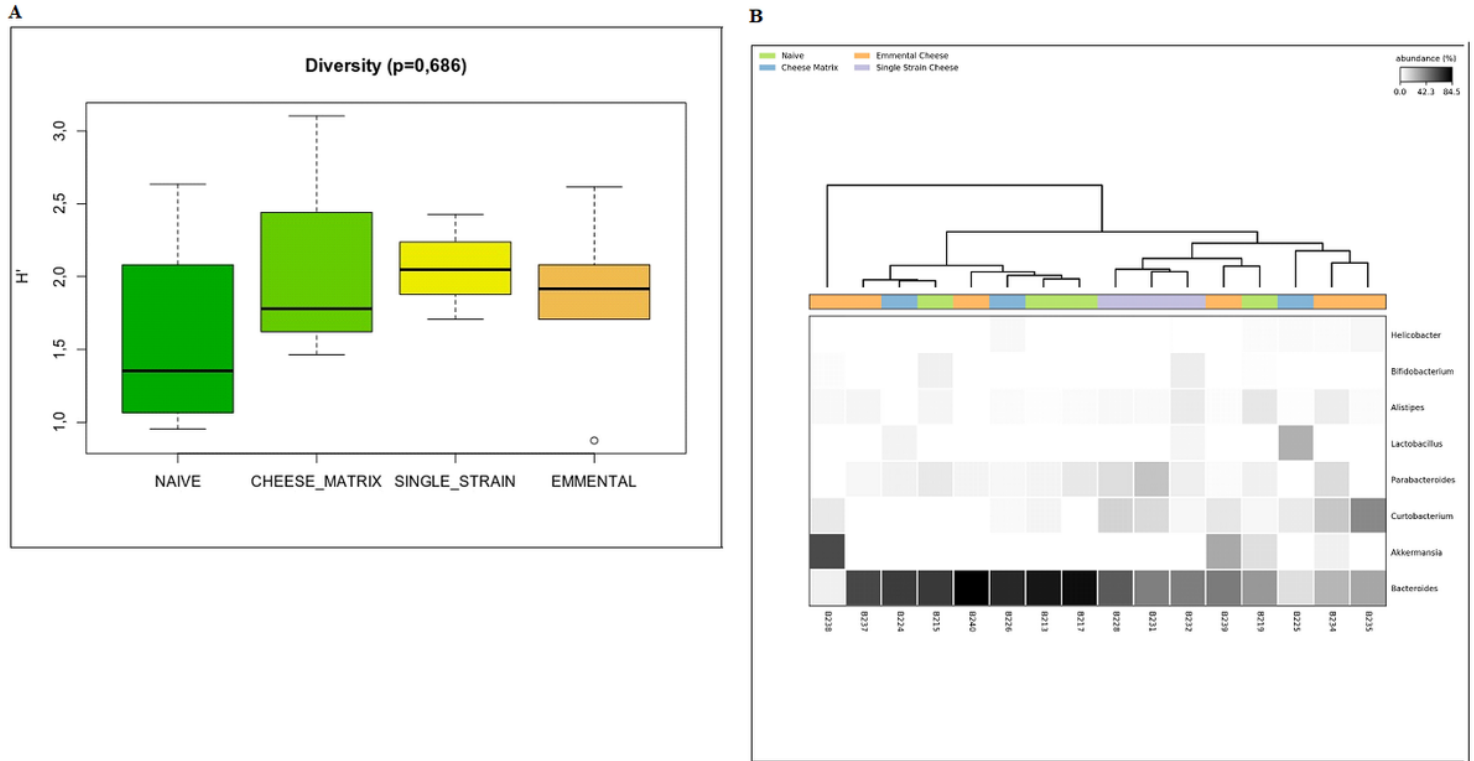 A
Diversity (p=0,686)
3,0
2,5
2,0
1,5
1,0
H'
NAIVE CHEESE_MATRIX SINGLE_STRAIN EMMENTAL
B
Naive Emmental Cheese
Cheese Matrix Single Strain Cheese
abundance (%)
0.0 42.3 84.5
Helicobacter
Bifidobacterium
Alistipes
Lactobacillus
Parabacteroides
Curtobacterium
Akkermansia
Bacteroides
B238 B237 B224 B215 B240 B226 B213 B217 B228 B231 B232 B239 B219 B225 B234 B235